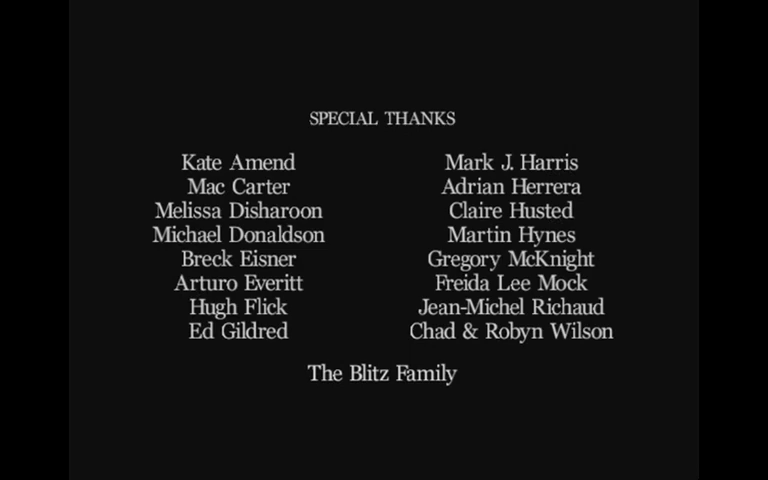 SPECIAL THANKS
Kate Amend
Mac Carter
Melissa Disharoon
Michael Donaldson
Breck Eisner
Arturo Everitt
Hugh Flick
Ed Gildred
Mark J. Harris
Adrian Herrera
Claire Husted
Martin Hynes
Gregory McKnight
Freida Lee Mock
Jean-Michel Richaud
Chad & Robyn Wilson
The Blitz Family